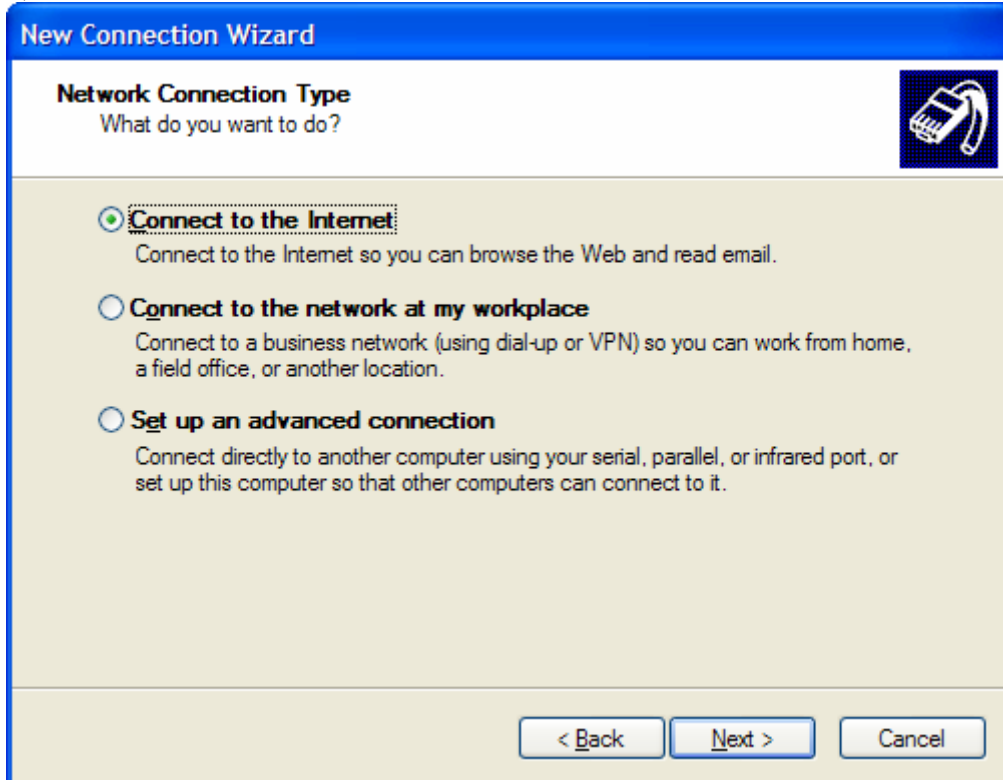 New Connection Wizard
Network Connection Type
What do you want to do?
Connect to the Internet
Connect to the Internet so you can browse the Web and read email.
Connect to the network at my workplace
Connect to a business network (using dial-up or VPN) so you can work from home,
a field office, or another location.
Set up an advanced connection
Connect directly to another computer using your serial, parallel, or infrared port, or
set up this computer so that other computers can connect to it.
< Back
Next >
Cancel